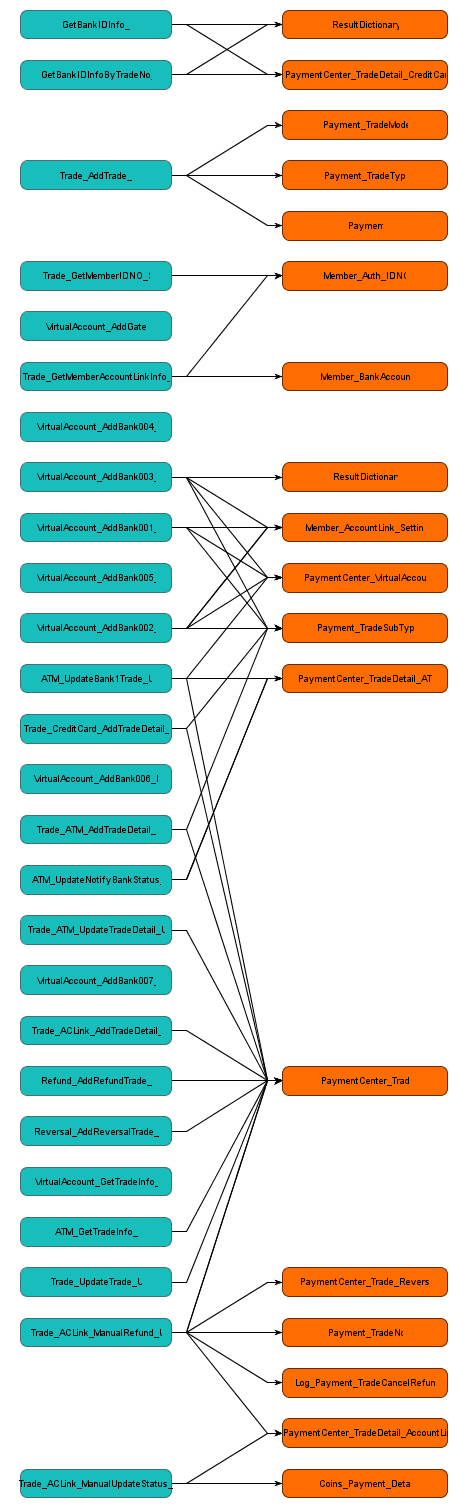 GetBankIDInfo_
ResultDictionary
GetBankIDInfoByTradeNo_
PaymentCenter_TradeDetail_CreditCar
Payment_TradeMode
Trade_AddTrade_
Payment_TradeTyp
Paymen
Trade_GetMemberIDNO_S
Member_Auth_IDNO
VirtualAccount_AddGate
Trade_GetMemberAccountLinkInfo_
Member_BankAccoun
VirtualAccount_AddBank004_
VirtualAccount_AddBank003_
ResultDictionar
VirtualAccount_AddBank001_
Member_AccountLink_Settin
VirtualAccount_AddBank005_
PaymentCenter_VirtualAccou
VirtualAccount_AddBank002_
Payment_TradeSubTyp
ATM_UpdateBank1Trade_U
PaymentCenter_TradeDetail_AT
Trade_CreditCard_AddTradeDetail_
VirtualAccount_AddBank006_I
Trade_ATM_AddTradeDetail_
ATM_UpdateNotifyBankStatus_
Trade_ATM_UpdateTradeDetail_U
VirtualAccount_AddBank007_
Trade_ACLink_AddTradeDetail_
Refund_AddRefundTrade_
PaymentCenter_Trad
Reversal_AddReversalTrade_
VirtualAccount_GetTradeInfo_
ATM_GetTradeInfo_
Trade_UpdateTrade_U
PaymentCenter_Trade_Revers
Trade_ACLink_ManualRefund_U
Payment_TradeNo
Log_Payment_TradeCancelRefun
PaymentCenter_TradeDetail_AccountLi
Trade_ACLink_ManualUpdateStatus_
Coins_Payment_Deta